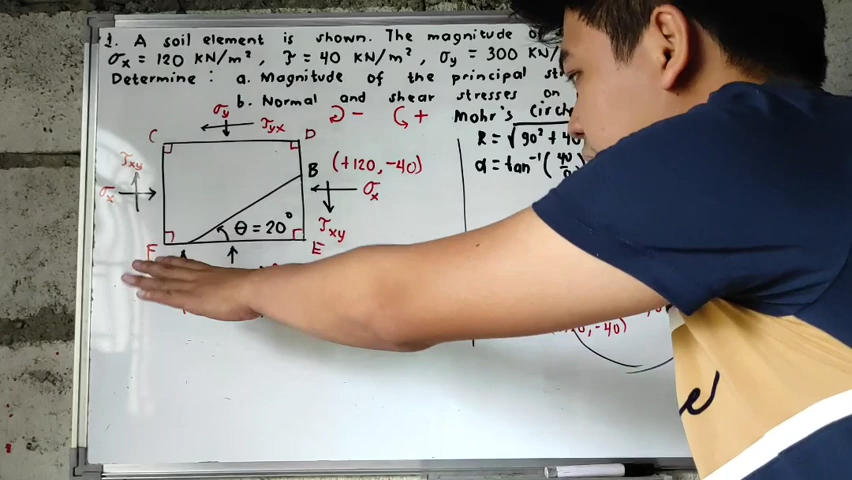 1. A soil element is shown. The magnitude
σx = 120 KN/m², τ = 40 KN/m², σy = 300 KN/
Determine : a. Magnitude of the principal
b. Normal and shear stresses on
σy
τyx
−
+
Mohr's Circle
C
D
R = √90² + 40
τxy
B
(+120, -40)
α = tan⁻¹ (40
σx
σx
θ = 20°
τxy
F
E
, -40)